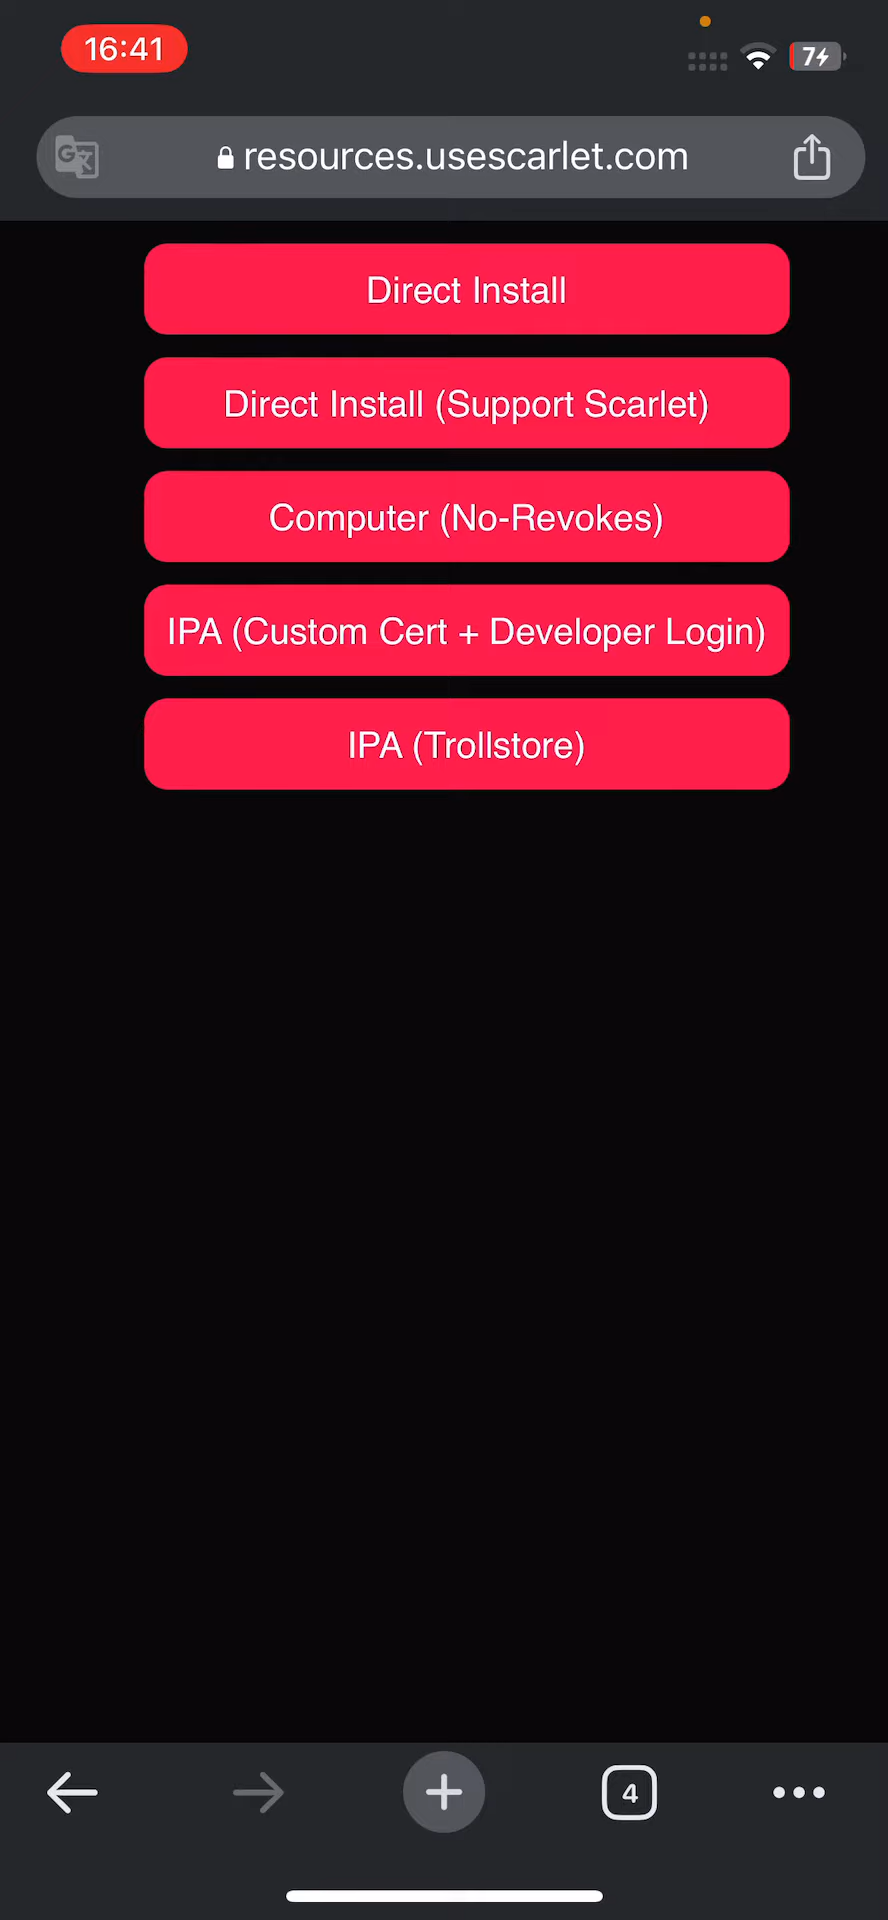 16:41
7
resources.usescarlet.com
Direct Install
Direct Install (Support Scarlet)
Computer (No-Revokes)
IPA (Custom Cert + Developer Login)
IPA (Trollstore)
4